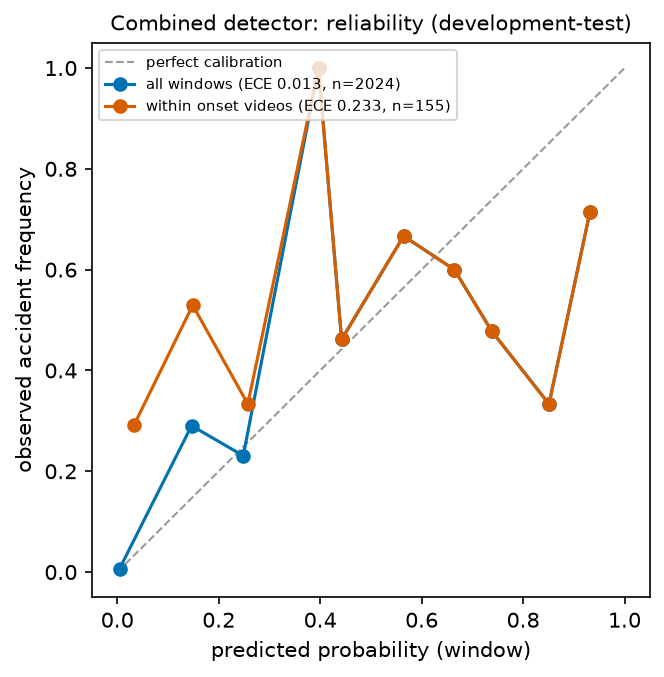 Combined detector: reliability (development-test)
perfect calibration
all windows (ECE 0.013, n=2024)
within onset videos (ECE 0.233, n=155)
observed accident frequency
1.0
0.8
0.6
0.4
0.2
0.0
0.0 0.2 0.4 0.6 0.8 1.0
predicted probability (window)